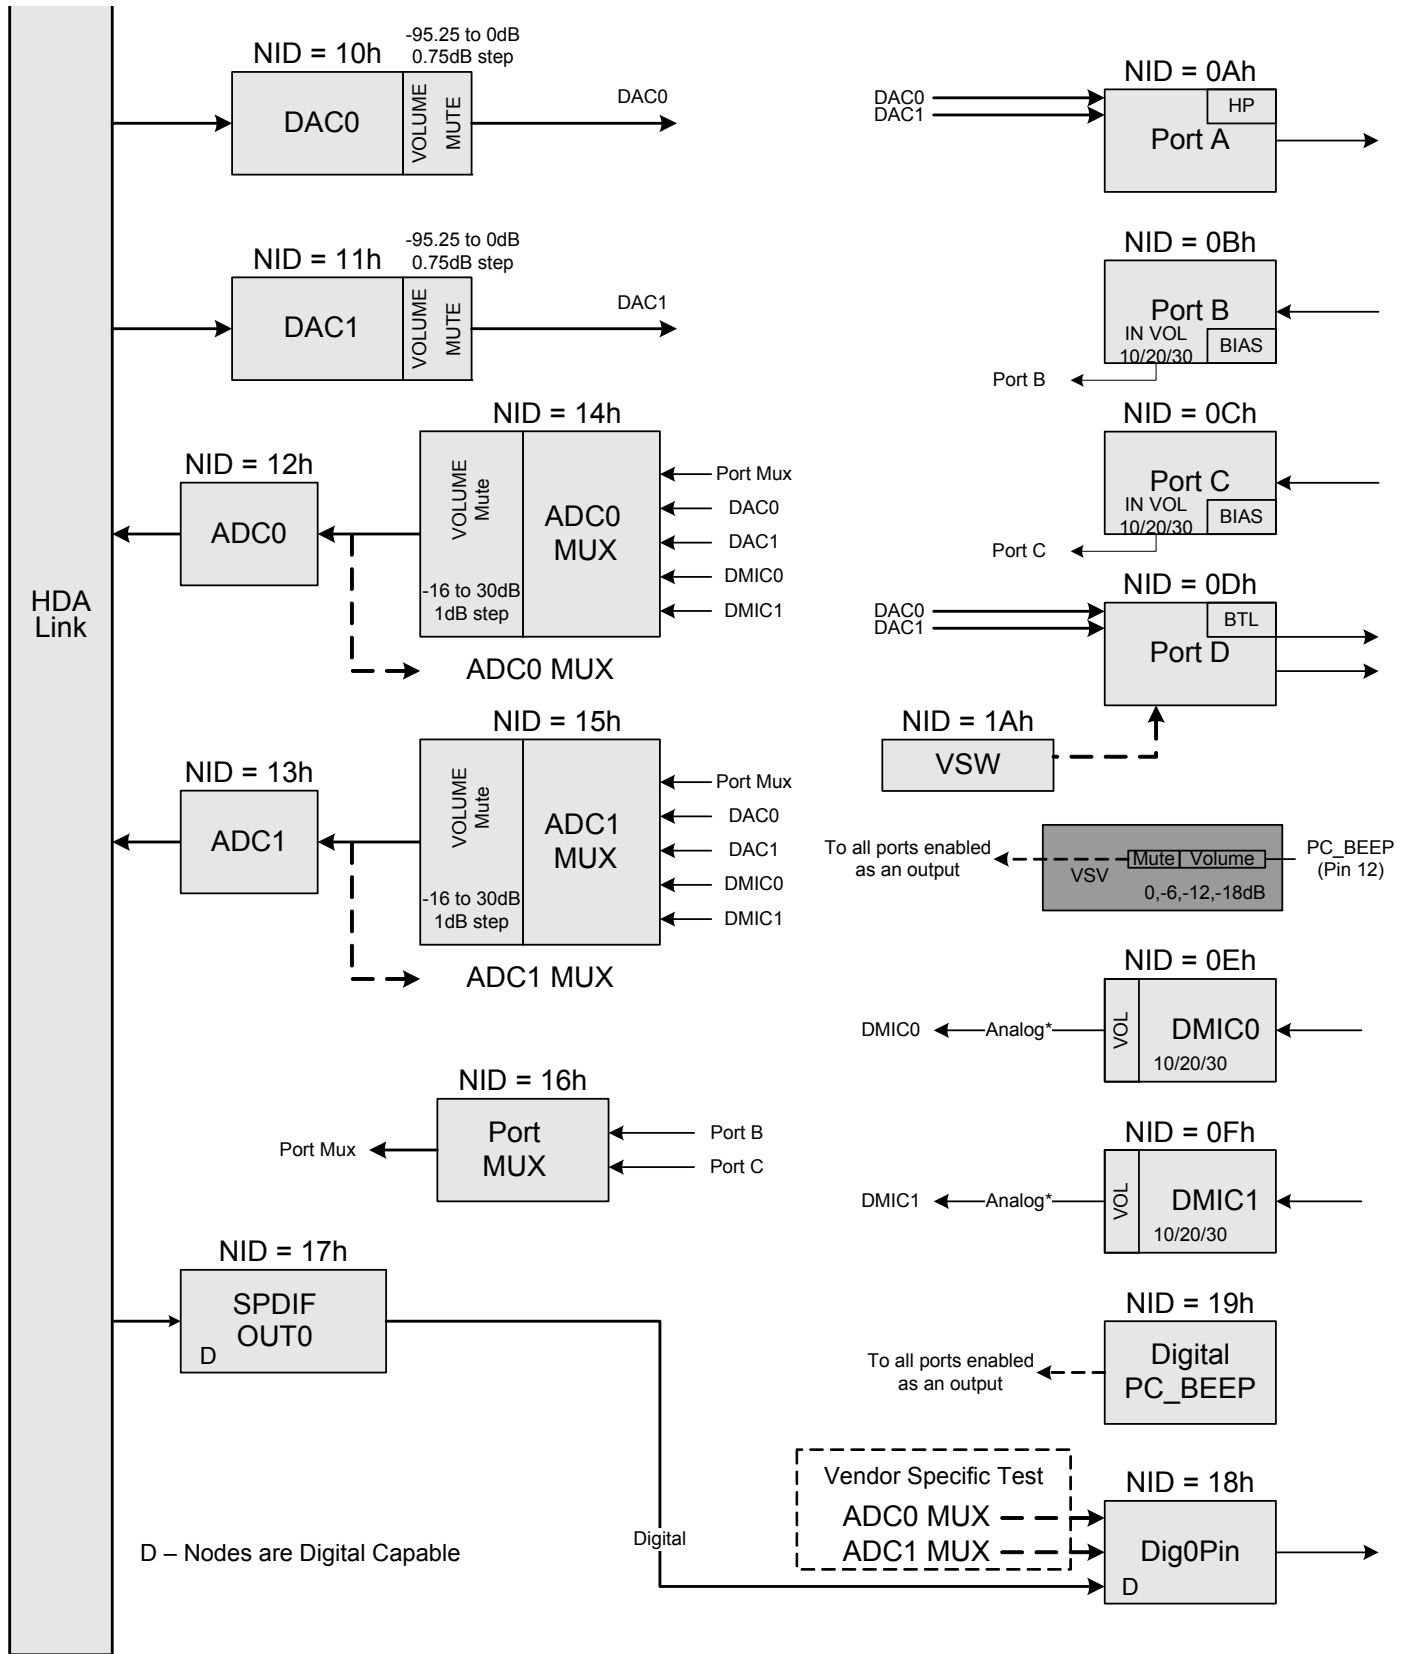 HDA
Link
NID = 10h
-95.25 to 0dB
0.75dB step
DAC0
VOLUME
MUTE
DAC0
NID = 11h
-95.25 to 0dB
0.75dB step
DAC1
VOLUME
MUTE
DAC1
NID = 14h
NID = 12h
ADC0
VOLUME
Mute
-16 to 30dB
1dB step
ADC0
MUX
Port Mux
DAC0
DAC1
DMIC0
DMIC1
ADC0 MUX
NID = 15h
NID = 13h
ADC1
VOLUME
Mute
-16 to 30dB
1dB step
ADC1
MUX
Port Mux
DAC0
DAC1
DMIC0
DMIC1
ADC1 MUX
NID = 16h
Port Mux
Port
MUX
Port B
Port C
NID = 17h
SPDIF
OUT0
D
Digital
D – Nodes are Digital Capable
NID = 0Ah
DAC0
DAC1
HP
Port A
NID = 0Bh
Port B
IN VOL
10/20/30
BIAS
Port B
NID = 0Ch
Port C
IN VOL
10/20/30
BIAS
Port C
NID = 0Dh
DAC0
DAC1
BTL
Port D
NID = 1Ah
VSW
To all ports enabled
as an output
VSV
Mute
Volume
0,-6,-12,-18dB
PC_BEEP
(Pin 12)
NID = 0Eh
DMIC0
Analog*
VOL
DMIC0
10/20/30
NID = 0Fh
DMIC1
Analog*
VOL
DMIC1
10/20/30
NID = 19h
To all ports enabled
as an output
Digital
PC_BEEP
Vendor Specific Test
ADC0 MUX
ADC1 MUX
NID = 18h
Dig0Pin
D